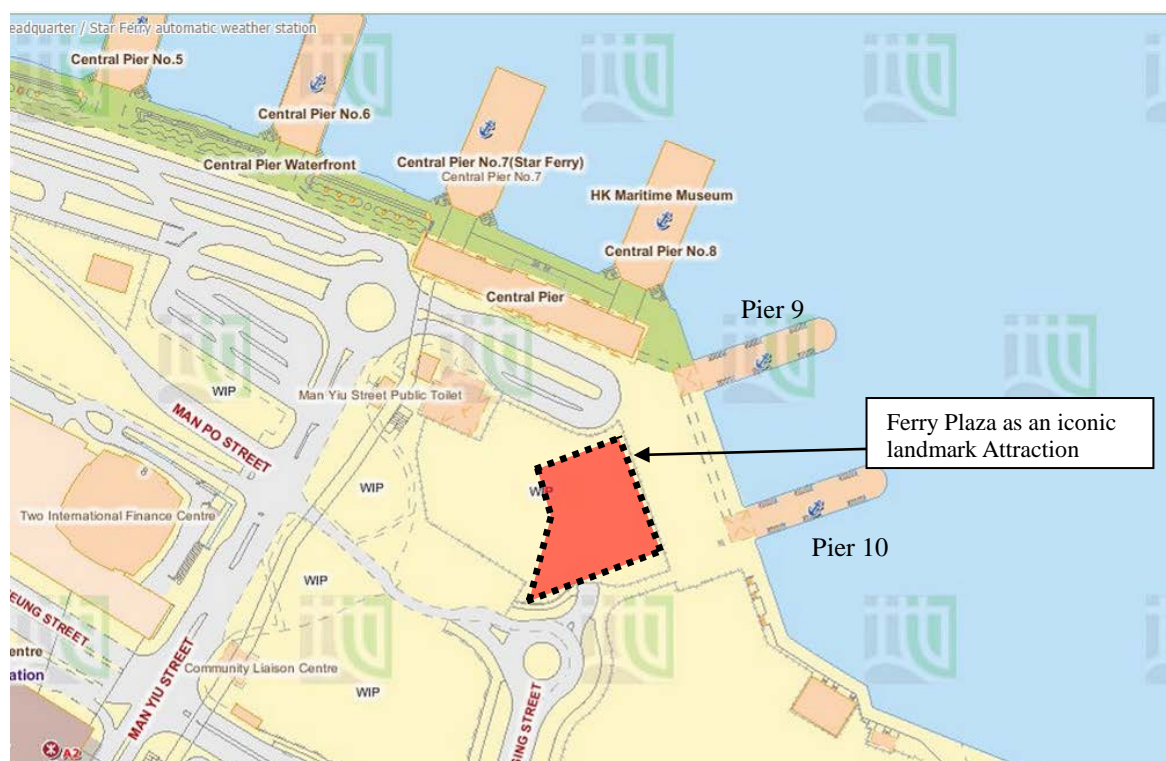 eadquarter / Star Ferry automatic weather station
Central Pier No.5
Central Pier No.6
Central Pier Waterfront
Central Pier No.7(Star Ferry)
Central Pier No.7
HK Maritime Museum
Central Pier No.8
Central Pier
Pier 9
WIP
Man Yiu Street Public Toilet
MAN PO STREET
Ferry Plaza as an iconic
landmark Attraction
8
WIP
WIP
Two International Finance Centre
Pier 10
WIP
EUNG STREET
entre
ation
Community Liaison Centre
WIP
MAN YIU STREET
GING STREET
A2